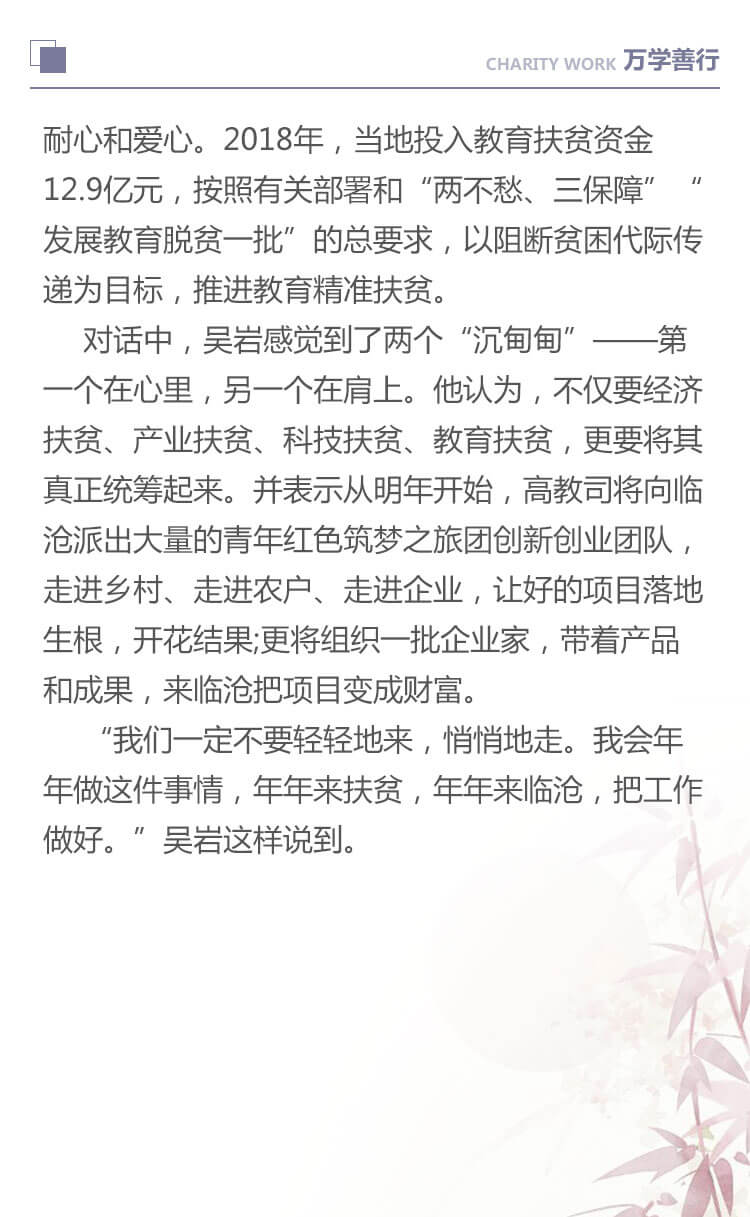 CHARITY WORK 万学善行
耐心和爱心。2018年，当地投入教育扶贫资金
12.9亿元，按照有关部署和“两不愁、三保障”“
发展教育脱贫一批”的总要求，以阻断贫困代际传
递为目标，推进教育精准扶贫。
对话中，吴岩感觉到了两个“沉甸甸”——第
一个在心里，另一个在肩上。他认为，不仅要经济
扶贫、产业扶贫、科技扶贫、教育扶贫，更要将其
真正统筹起来。并表示从明年开始，高教司将向临
沧派出大量的青年红色筑梦之旅团创新创业团队，
走进乡村、走进农户、走进企业，让好的项目落地
生根，开花结果;更将组织一批企业家，带着产品
和成果，来临沧把项目变成财富。
“我们一定不要轻轻地来，悄悄地走。我会年
年做这件事情，年年来扶贫，年年来临沧，把工作
做好。”吴岩这样说到。